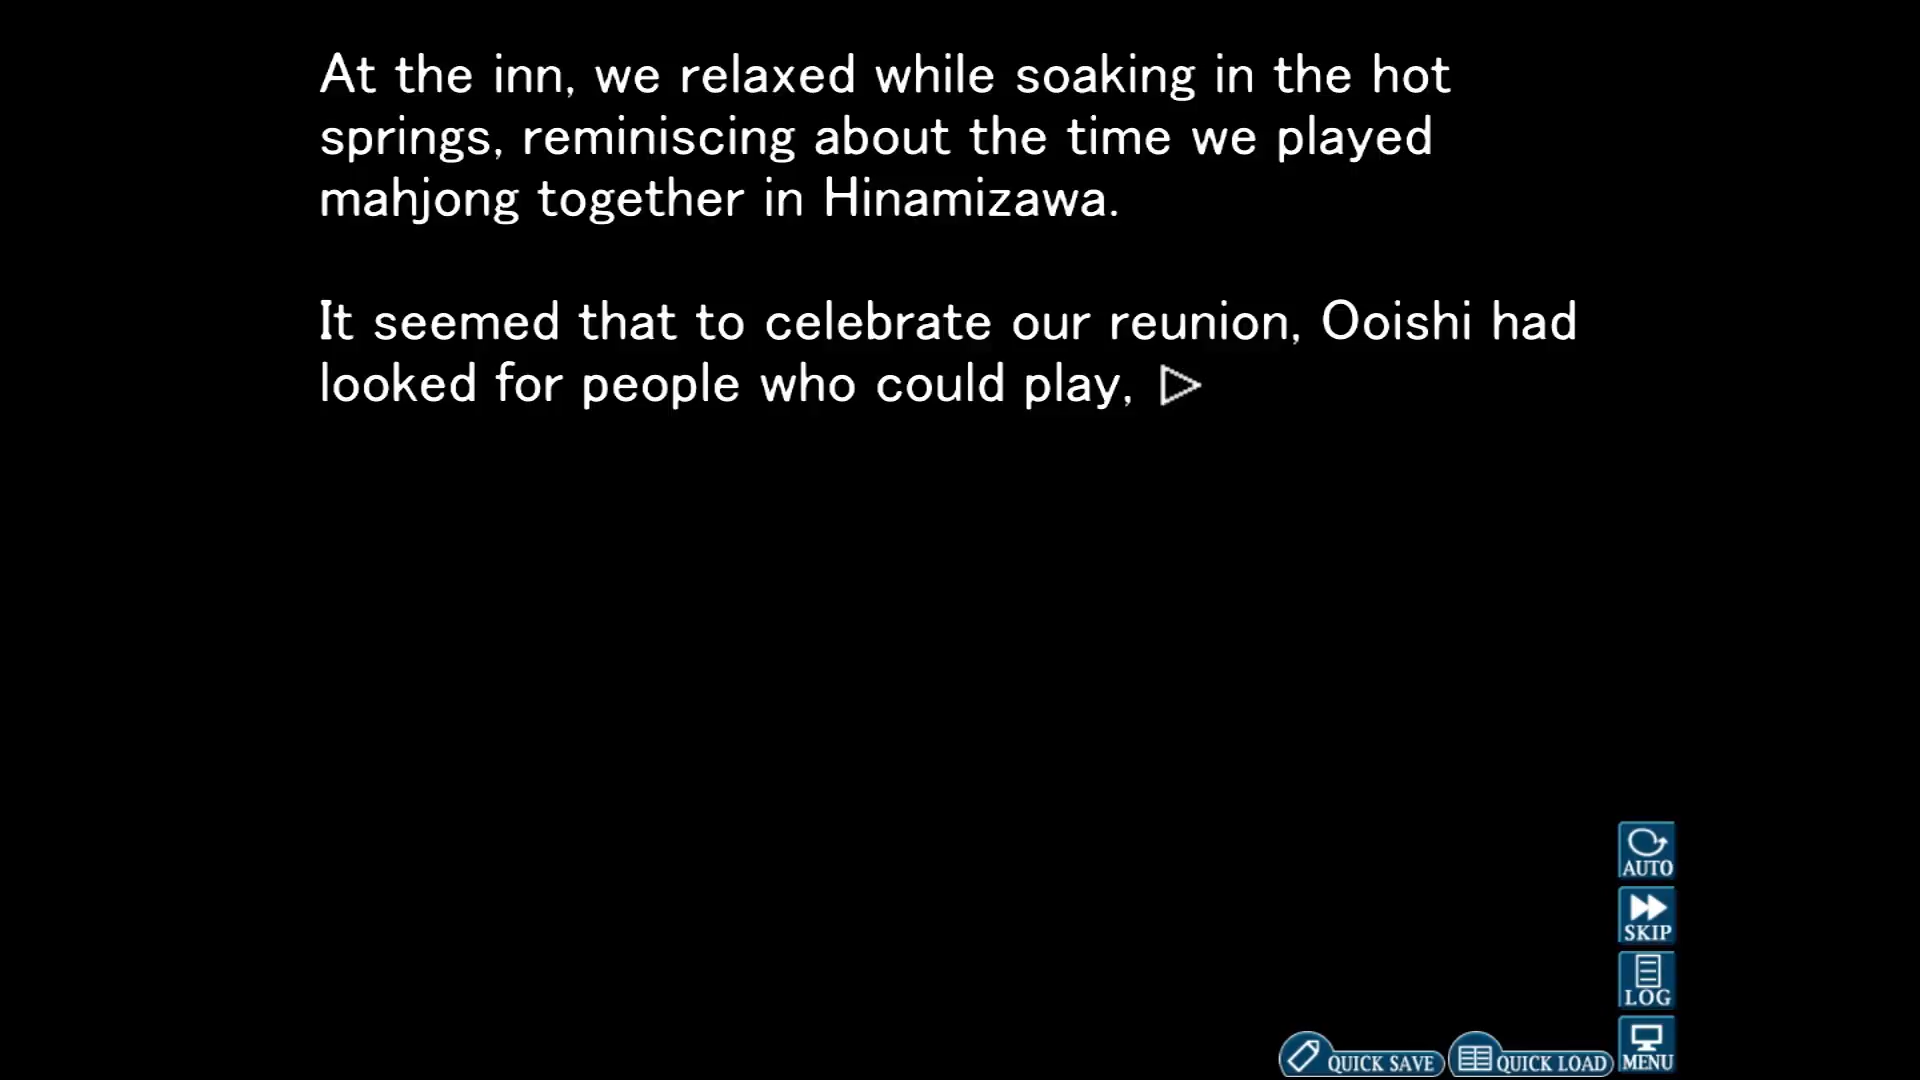 At the inn, we relaxed while soaking in the hot
springs, reminiscing about the time we played
mahjong together in Hinamizawa.
It seemed that to celebrate our reunion, Ooishi had
looked for people who could play,
AUTO
SKIP
LOG
MENU
QUICK SAVE
QUICK LOAD